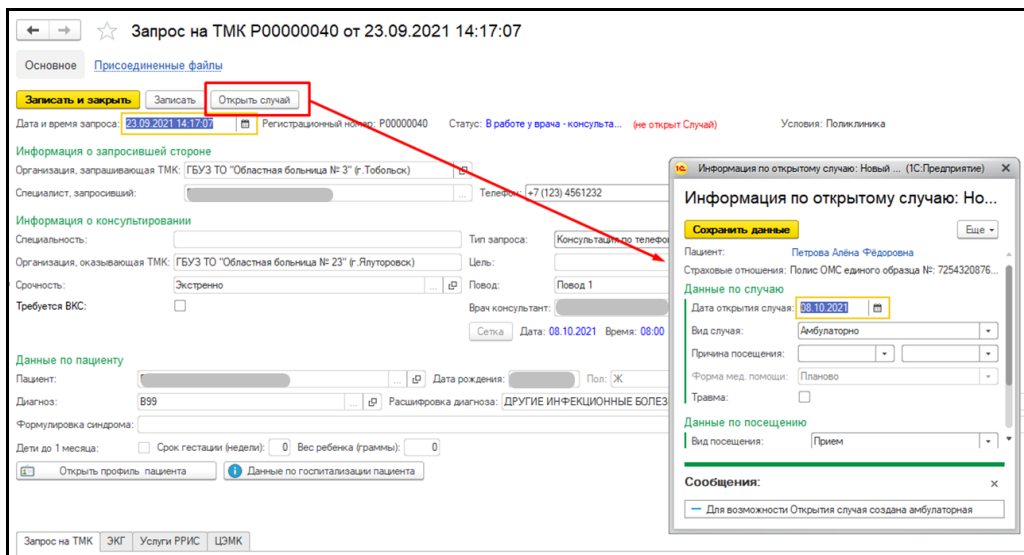 Запрос на ТМК Р00000040 от 23.09.2021 14:17:07
Основное Присоединенные файлы
Записать и закрыть Записать Открыть случай
Дата и время запроса: 23.09.2021 14:17:07 Регистрационный номер: Р00000040 Статус: В работе у врача - консульта... (не открыт Случай) Условия: Поликлиника
Информация о запросившей стороне
Организация, запрашивающая ТМК: ГБУЗ ТО "Областная больница № 3" (г.Тобольск)
Специалист, запросивший: ... Телефон: +7 (123) 4561232
Информация о консультировании
Специальность: Тип запроса: Консультация по телефо
Организация, оказывающая ТМК: ГБУЗ ТО "Областная больница № 23" (г.Ялуторовск) Цель:
Срочность: Экстренно ... Повод: Повод 1
Требуется ВКС: Врач консультант:
Сетка Дата: 08.10.2021 Время: 08:00
Данные по пациенту
Пациент: ... Дата рождения: Пол: Ж
Диагноз: B99 ... Расшифровка диагноза: ДРУГИЕ ИНФЕКЦИОННЫЕ БОЛЕЗ
Формулировка синдрома:
Дети до 1 месяца: Срок гестации (недели): 0 Вес ребенка (граммы): 0
Открыть профиль пациента Данные по госпитализации пациента
Запрос на ТМК ЭКГ Услуги РРИС ЦЭМК
1С Информация по открытому случаю: Новый ... (1С:Предприятие)
Информация по открытому случаю: Но...
Сохранить данные Еще
Пациент: Петрова Алёна Фёдоровна
Страховые отношения: Полис ОМС единого образца №: 7254320876...
Данные по случаю
Дата открытия случая: 08.10.2021
Вид случая: Амбулаторно
Причина посещения:
Форма мед. помощи: Планово
Травма:
Данные по посещению
Вид посещения: Прием
Сообщения:
Для возможности Открытия случая создана амбулаторная